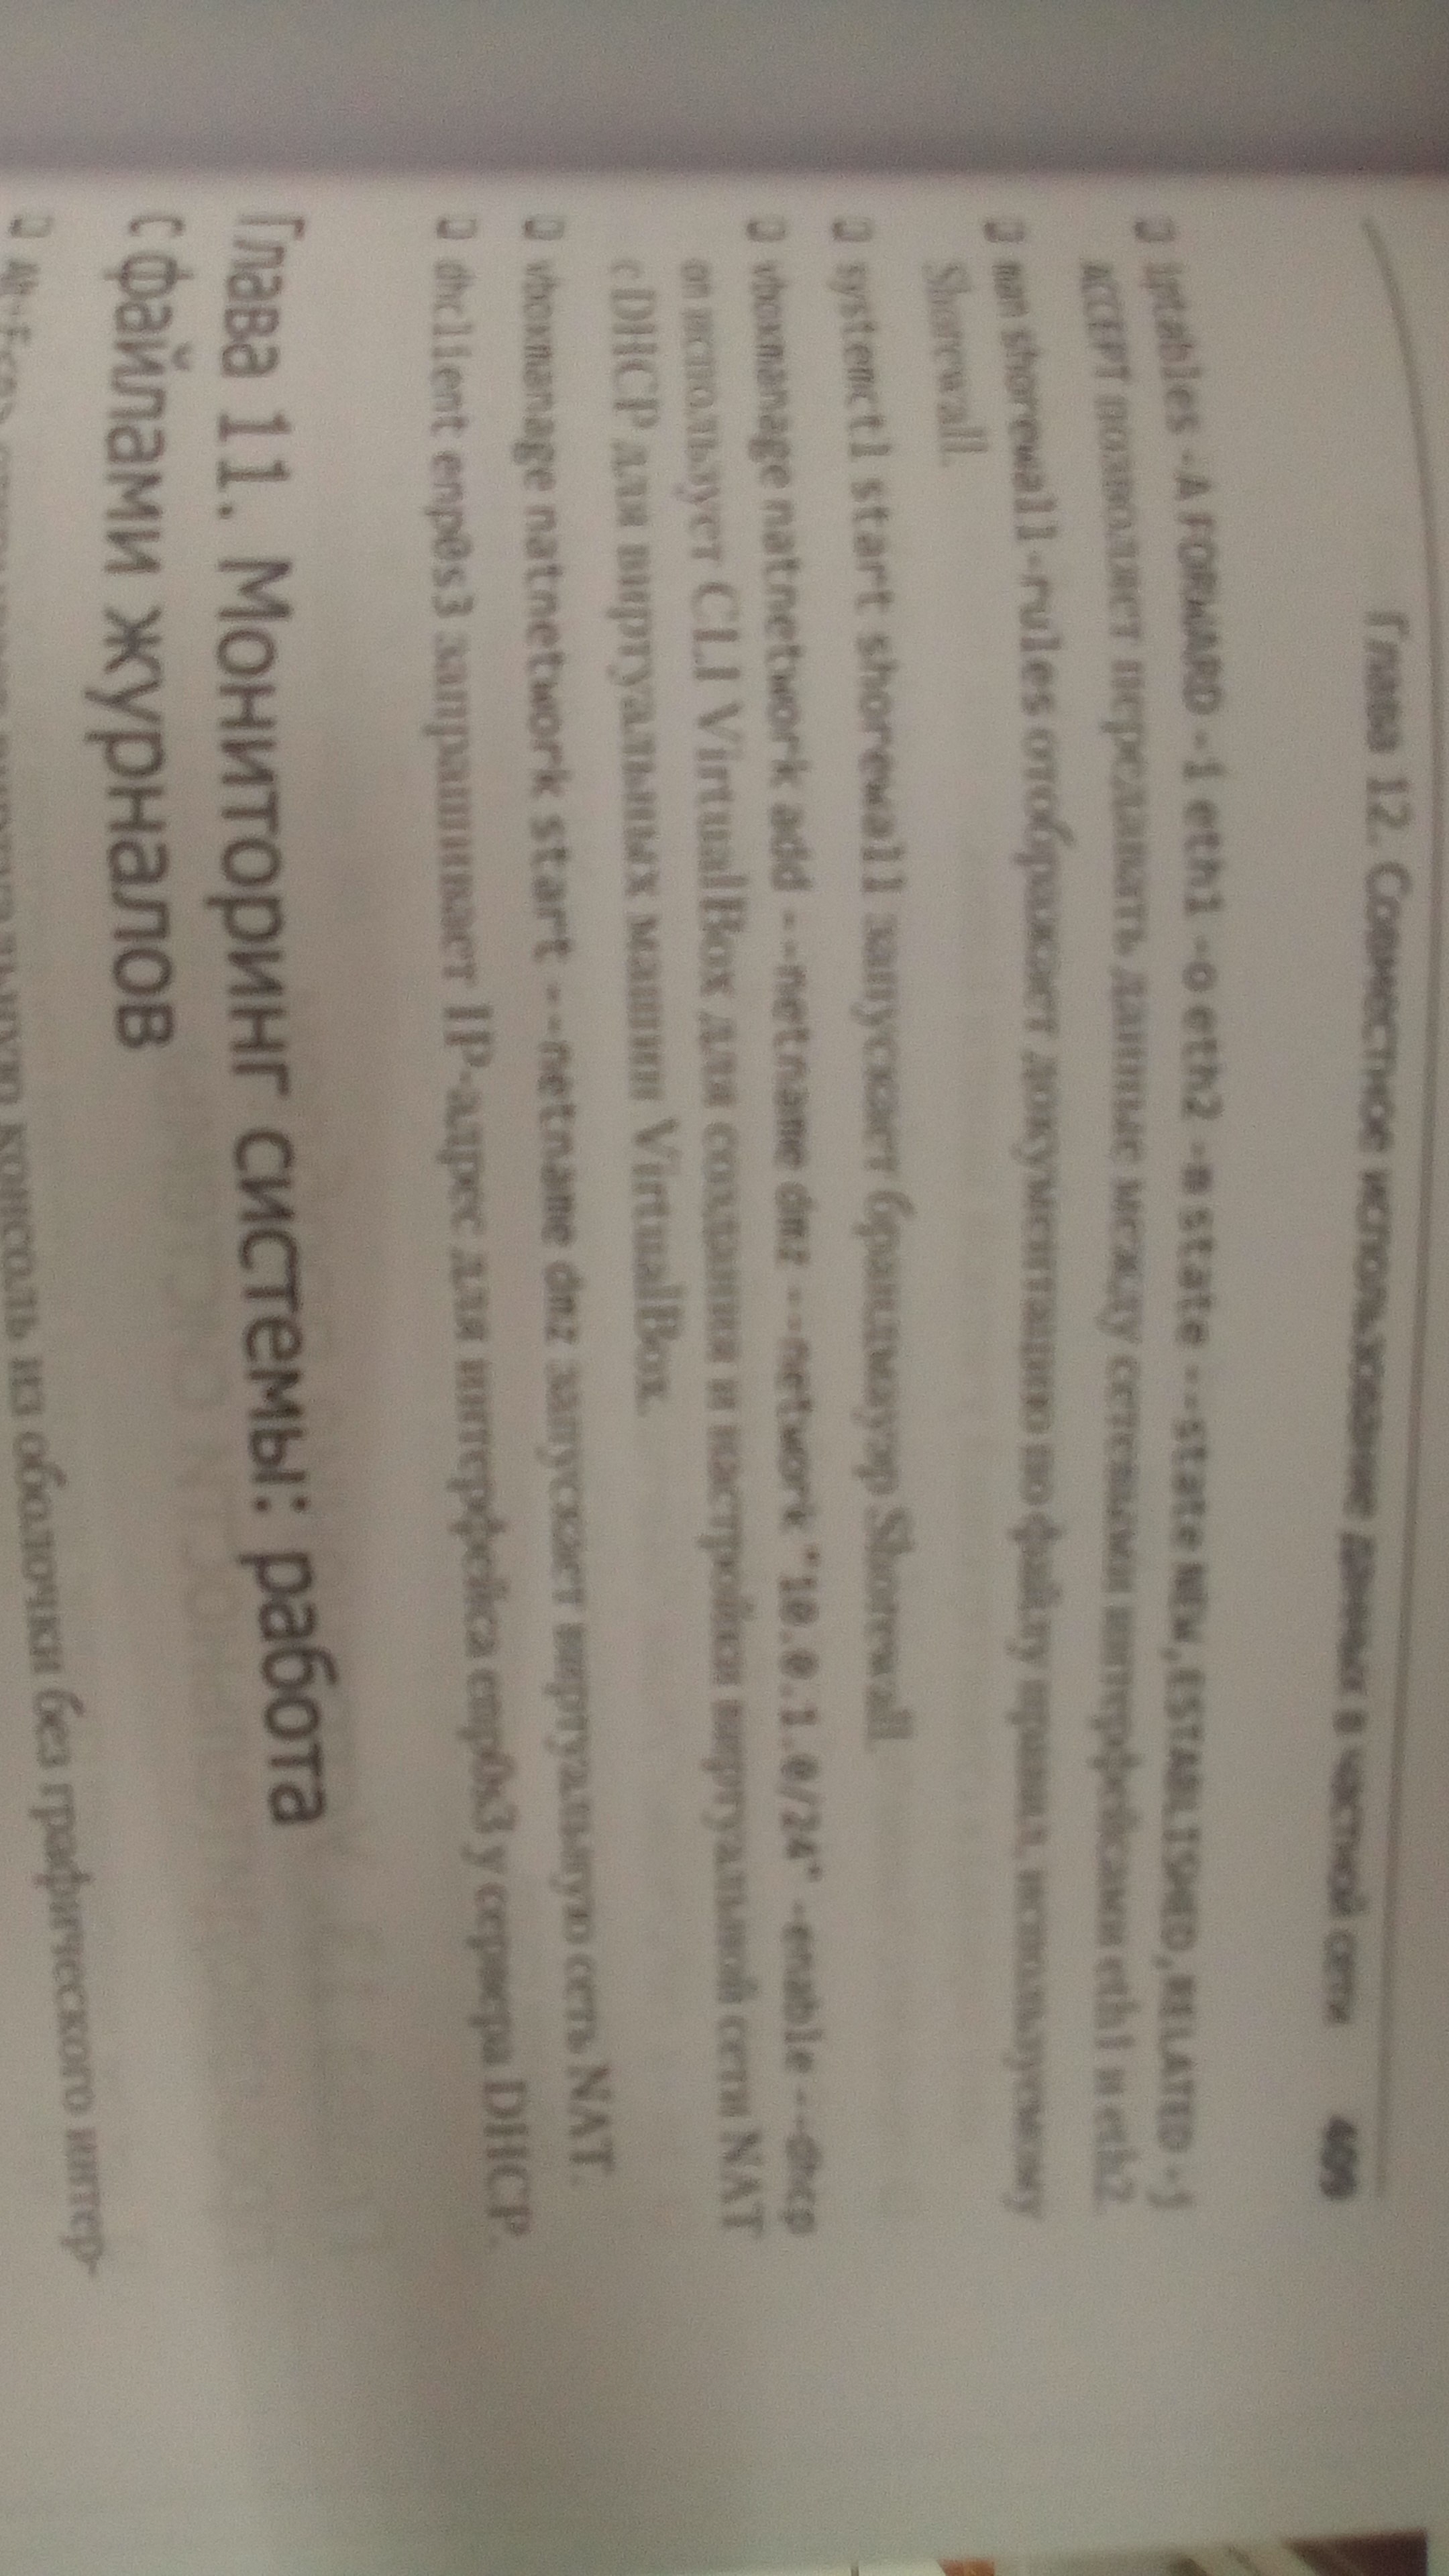 Глава 12. Совместное использование данных в частной сети 409
❑ iptables -A FORWARD -i eth1 -o eth2 -m state --state NEW,ESTABLISHED,RELATED -j
ACCEPT позволяет передавать данные между сетевыми интерфейсами eth1 и eth2.
❑ man shorewall-rules отображает документацию по файлу правил, используемому
Shorewall.
❑ systemctl start shorewall запускает брандмауэр Shorewall.
❑ vboxmanage natnetwork add --netname dmz --network "10.0.1.0/24" -enable --dhcp
on использует CLI VirtualBox для создания и настройки виртуальной сети NAT
с DHCP для виртуальных машин VirtualBox.
❑ vboxmanage natnetwork start --netname dmz запускает виртуальную сеть NAT.
❑ dhclient enp0s3 запрашивает IP-адрес для интерфейса enp0s3 у сервера DHCP.
Глава 11. Мониторинг системы: работа
с файлами журналов
❑ виртуальную консоль из оболочки без графического интер-